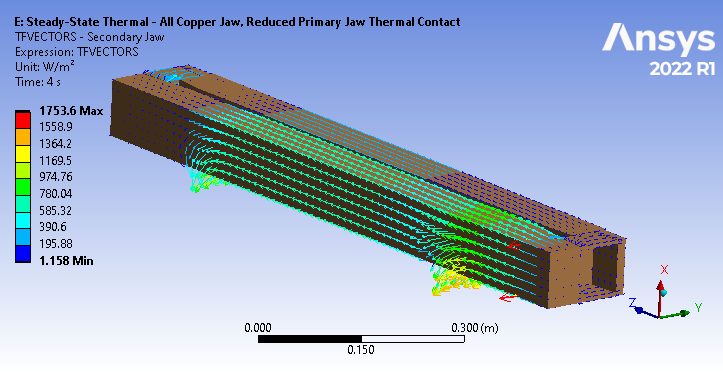 E: Steady-State Thermal - All Copper Jaw, Reduced Primary Jaw Thermal Contact
TFVECTORS - Secondary Jaw
Expression: TFVECTORS
Unit: W/m²
Time: 4 s
Ansys
2022 R1
1753.6 Max
1558.9
1364.2
1169.5
974.76
780.04
585.32
390.6
195.88
1.158 Min
0.000
0.300 (m)
0.150
X
Y
Z